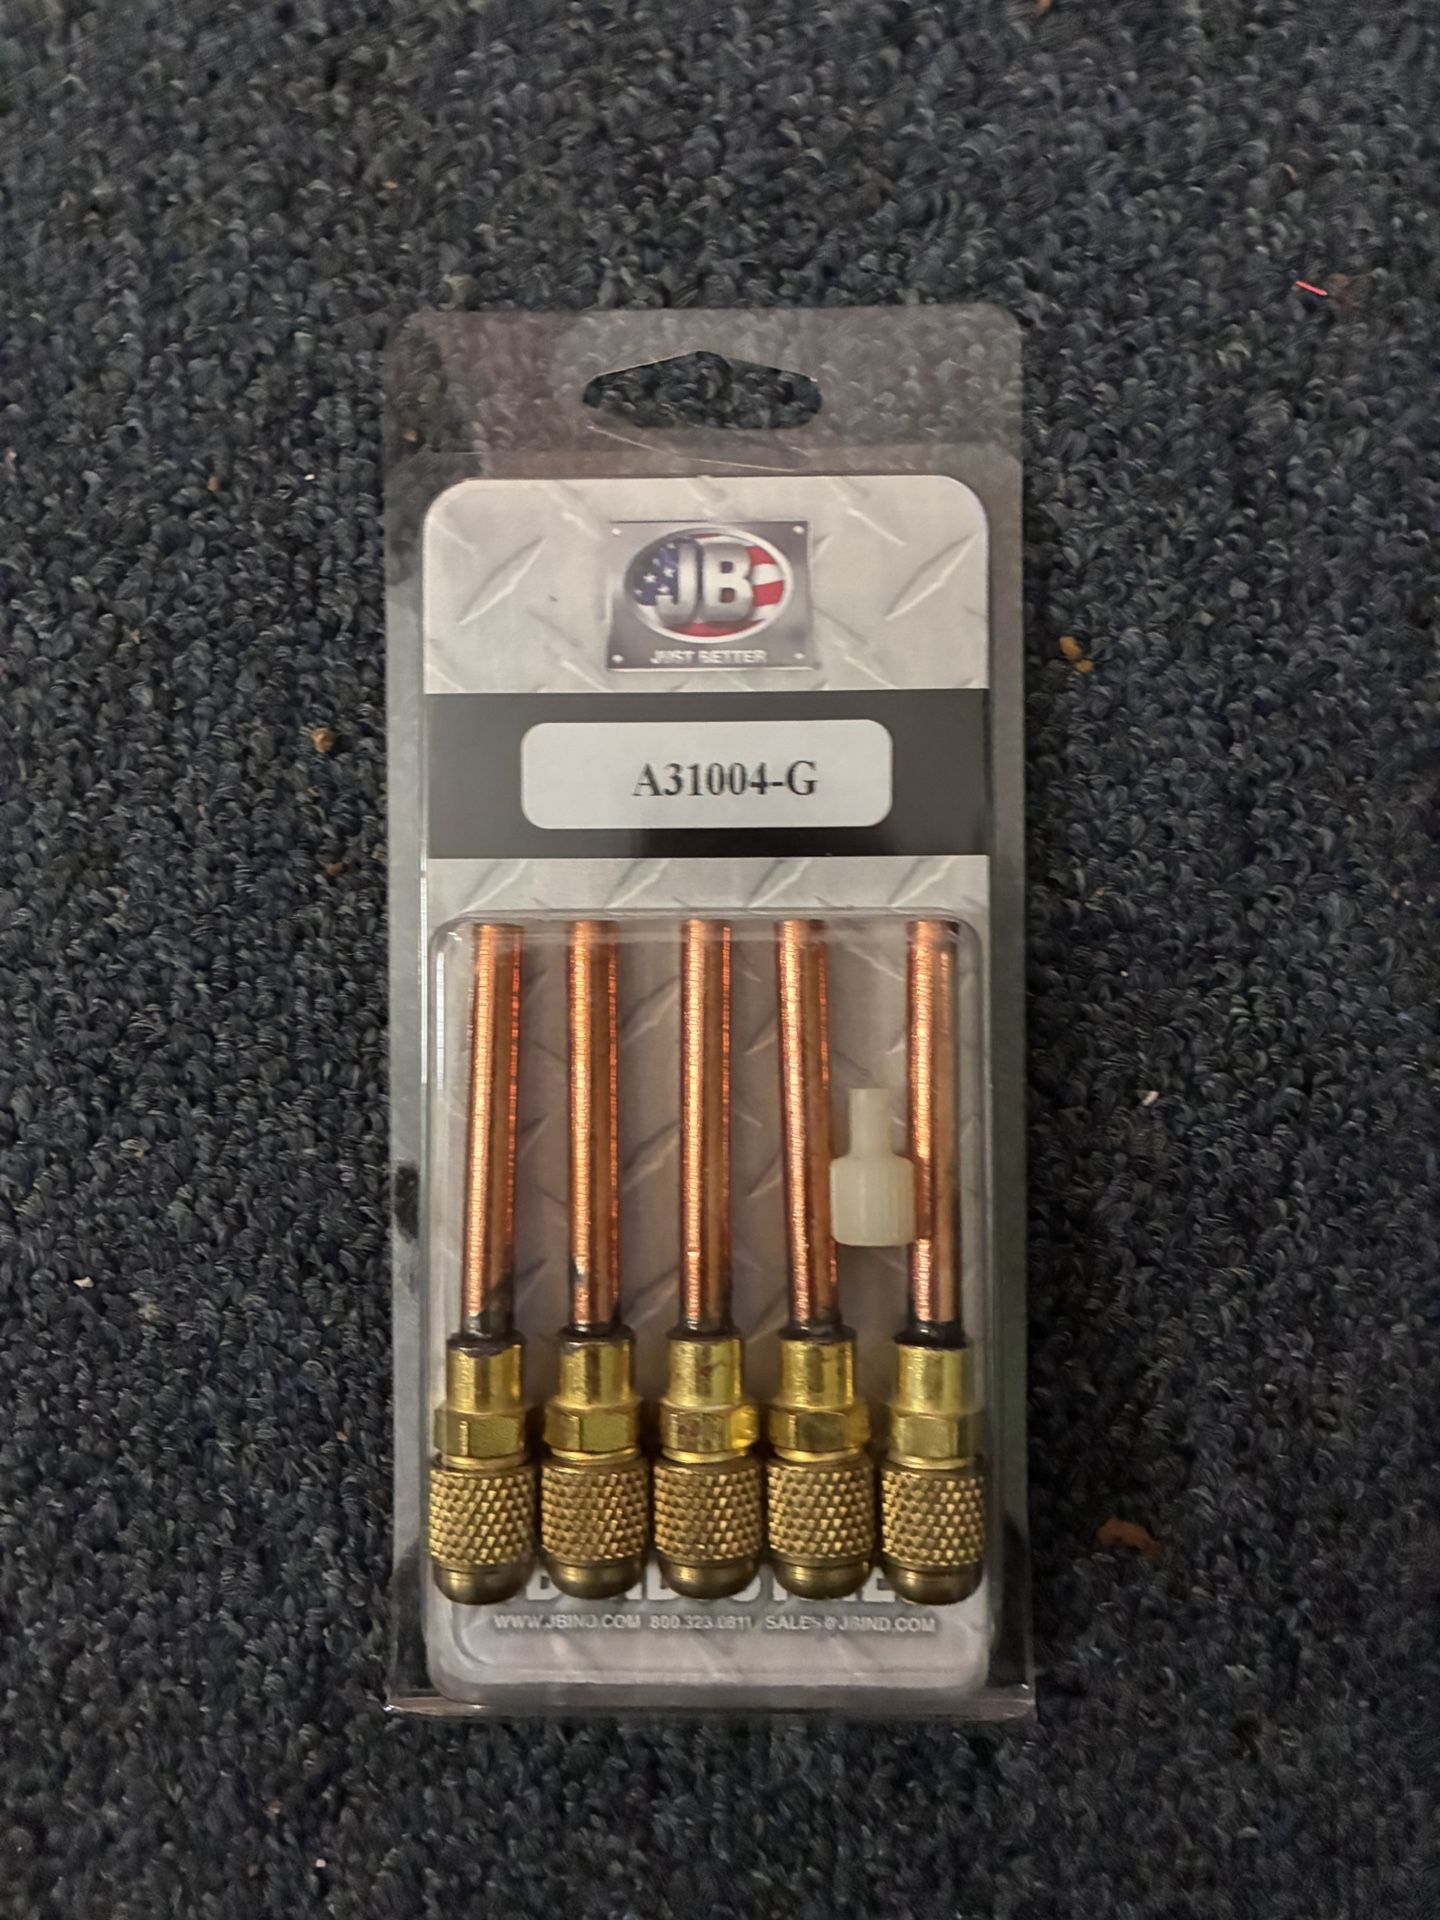 JB
JUST BETTER
A31004-G
WWW.JBIND.COM 800.323.0811 SALES@JBIND.COM